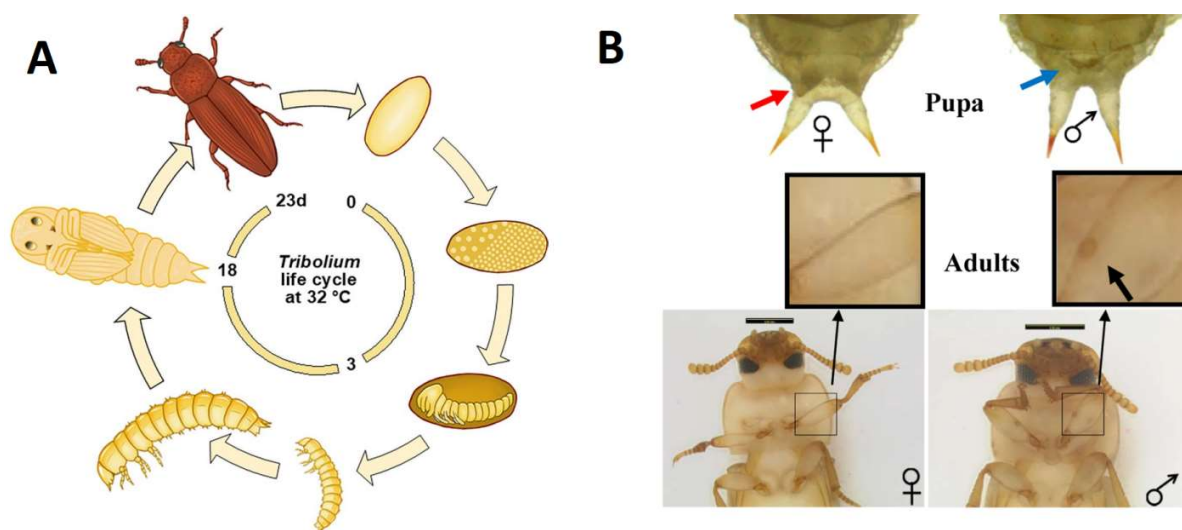 A
23d
0
Tribolium
life cycle
at 32 °C
18
3
B
Pupa
♀
♂
Adults
♀
♂